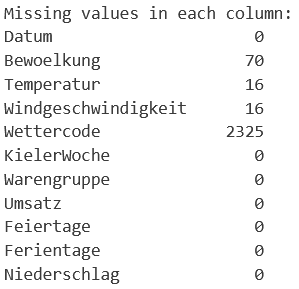 Missing values in each column:
Datum 0
Bewoelkung 70
Temperatur 16
Windgeschwindigkeit 16
Wettercode 2325
KielerWoche 0
Warengruppe 0
Umsatz 0
Feiertage 0
Ferientage 0
Niederschlag 0